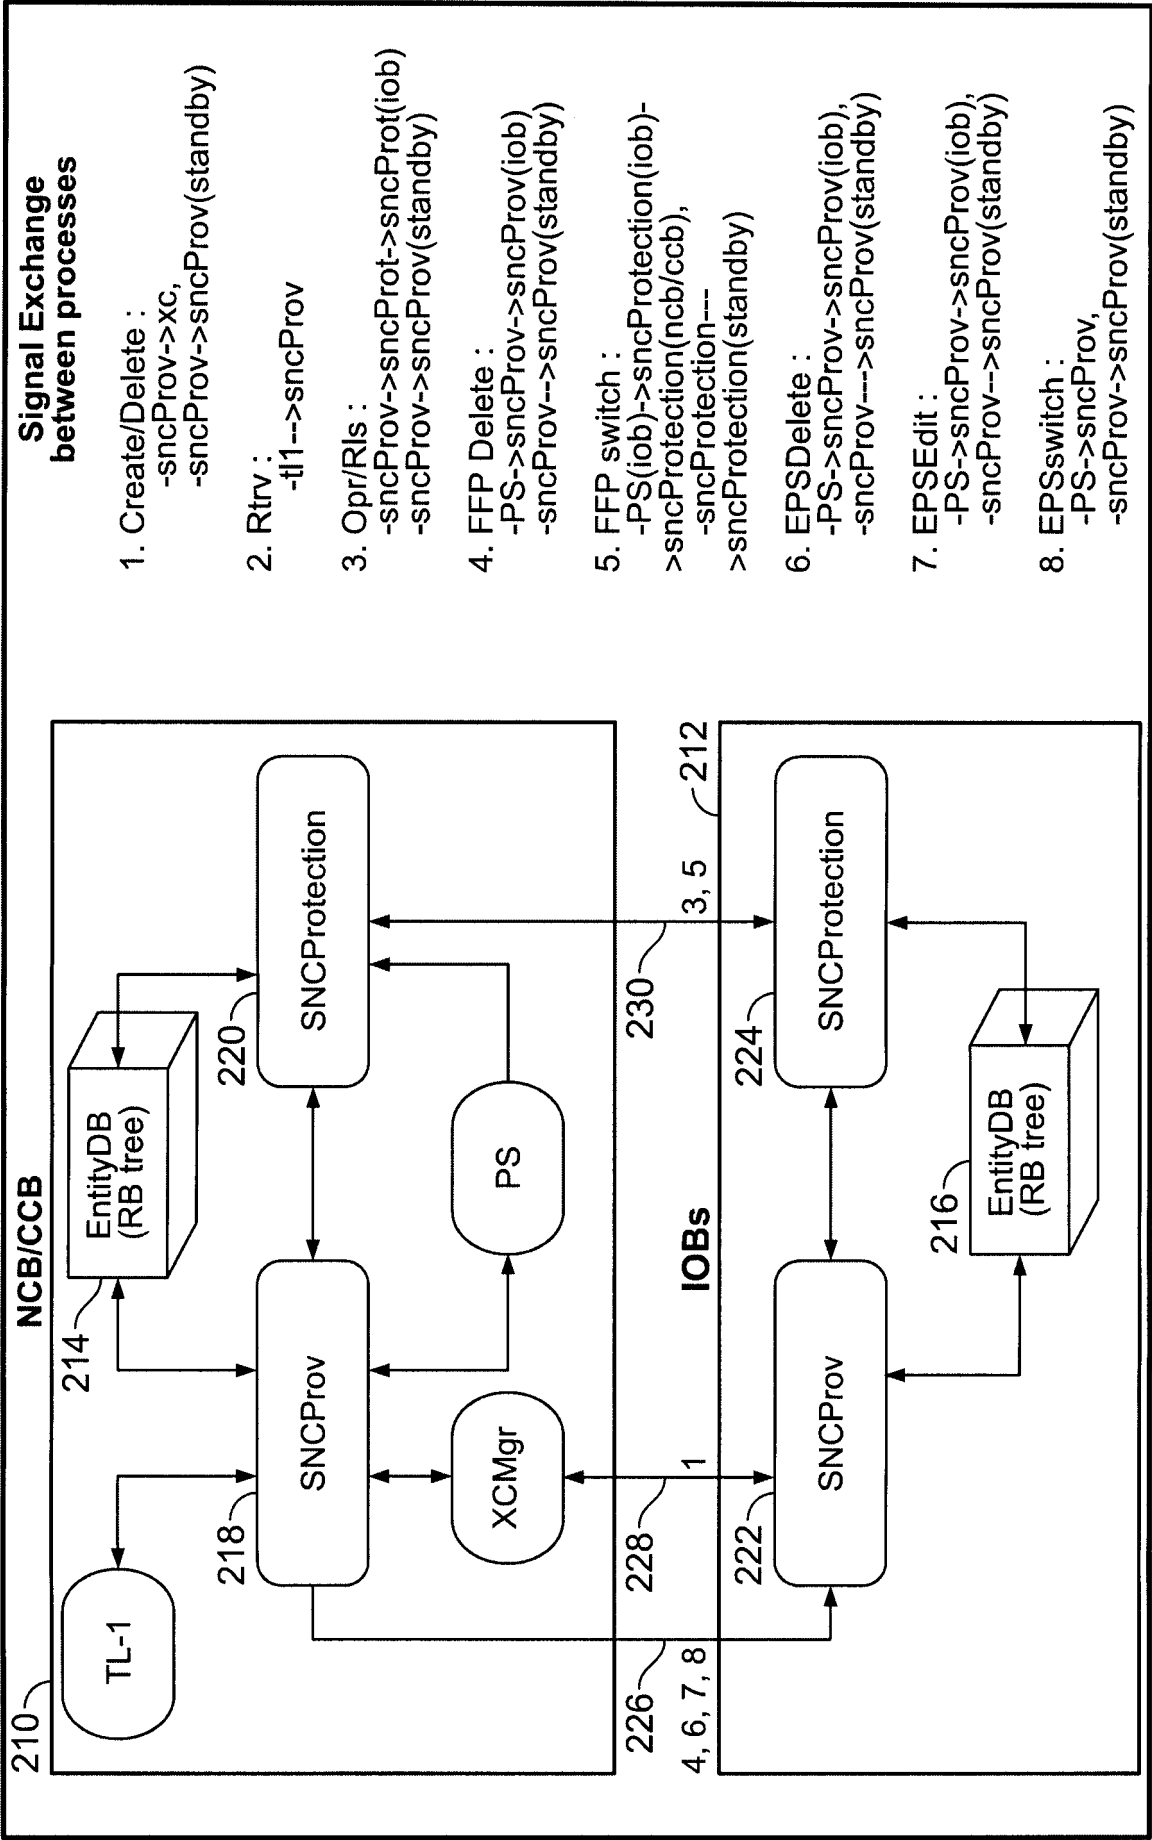 NCB/CCB
210
TL-1
214
EntityDB
(RB tree)
218
SNCProv
220
SNCProtection
XCMgr
PS
226
4, 6, 7, 8
228
1
230
3, 5
IOBs
212
222
SNCProv
224
SNCProtection
216
EntityDB
(RB tree)
Signal Exchange
between processes
1. Create/Delete :
-sncProv->xc,
-sncProv->sncProv(standby)
2. Rtrv :
-tl1-->sncProv
3. Opr/Rls :
-sncProv->sncProt->sncProt(iob)
-sncProv->sncProv(standby)
4. FFP Delete :
-PS->sncProv->sncProv(iob)
-sncProv-->sncProv(standby)
5. FFP switch :
-PS(iob)->sncProtection(iob)-
>sncProtection(ncb/ccb),
-sncProtection---
>sncProtection(standby)
6. EPSDelete :
-PS->sncProv->sncProv(iob),
-sncProv--->sncProv(standby)
7. EPSEdit :
-PS->sncProv->sncProv(iob),
-sncProv-->sncProv(standby)
8. EPSswitch :
-PS->sncProv,
-sncProv->sncProv(standby)